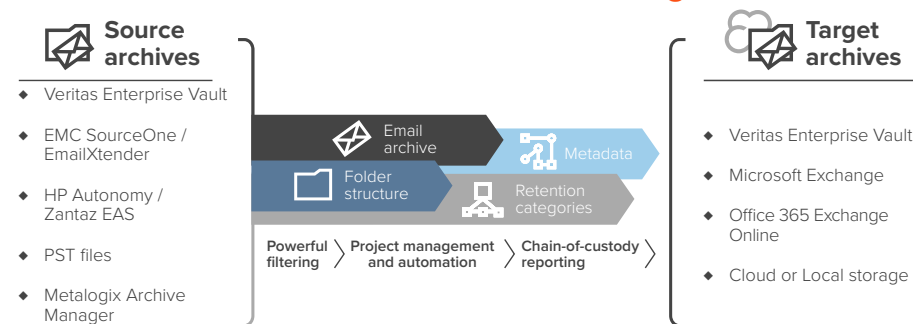 Source
archives
Veritas Enterprise Vault
EMC SourceOne /
EmailXtender
HP Autonomy /
Zantaz EAS
PST files
Metalogix Archive
Manager
Email
archive
Metadata
Folder
structure
Retention
categories
Powerful
filtering
Project management
and automation
Chain-of-custody
reporting
Target
archives
Veritas Enterprise Vault
Microsoft Exchange
Office 365 Exchange
Online
Cloud or Local storage